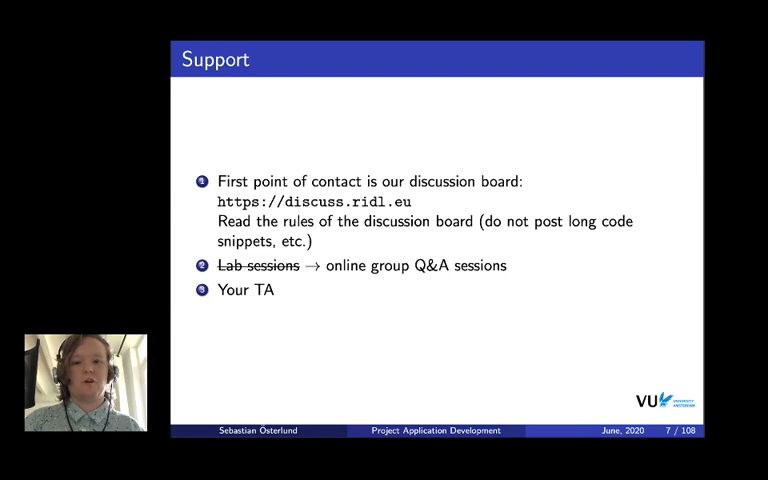 Support
1 First point of contact is our discussion board:
https://discuss.ridl.eu
Read the rules of the discussion board (do not post long code
snippets, etc.)
2 Lab sessions → online group Q&A sessions
3 Your TA
VU UNIVERSITY
AMSTERDAM
Sebastian Österlund Project Application Development June, 2020 7 / 108